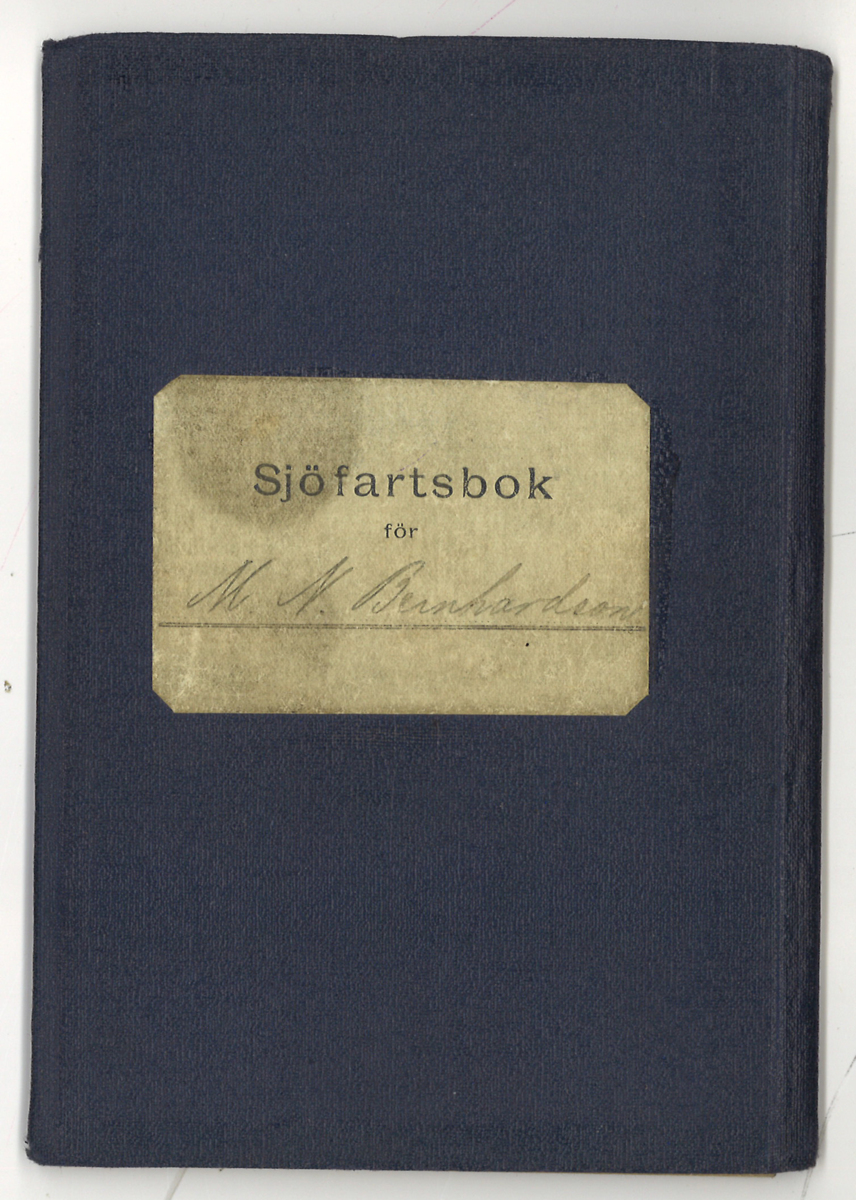 Sjöfartsbok
för
M. N. Bernhardson